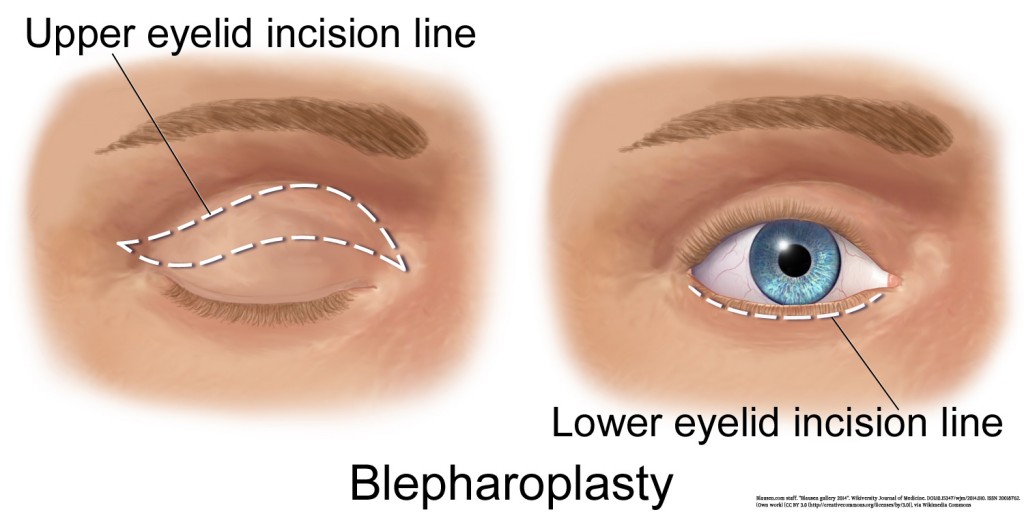 Upper eyelid incision line
Lower eyelid incision line
Blepharoplasty
Blausen.com staff. "Blausen gallery 2014". Wikiversity Journal of Medicine. DOI:10.15347/wjm/2014.010. ISSN 20018762.
(Own work) [CC BY 3.0 (http://creativecommons.org/licenses/by/3.0)], via Wikimedia Commons